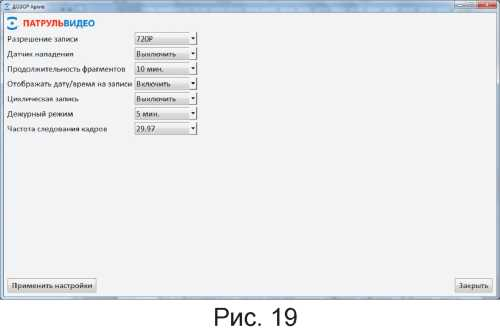 ДОЗОР Архив
ПАТРУЛЬВИДЕО
Разрешение записи 720P
Датчик нападения Выключить
Продолжительность фрагментов 10 мин.
Отображать дату/время на записи Включить
Циклическая запись Выключить
Дежурный режим 5 мин.
Частота следования кадров 29.97
Применить настройки Закрыть
Рис. 19